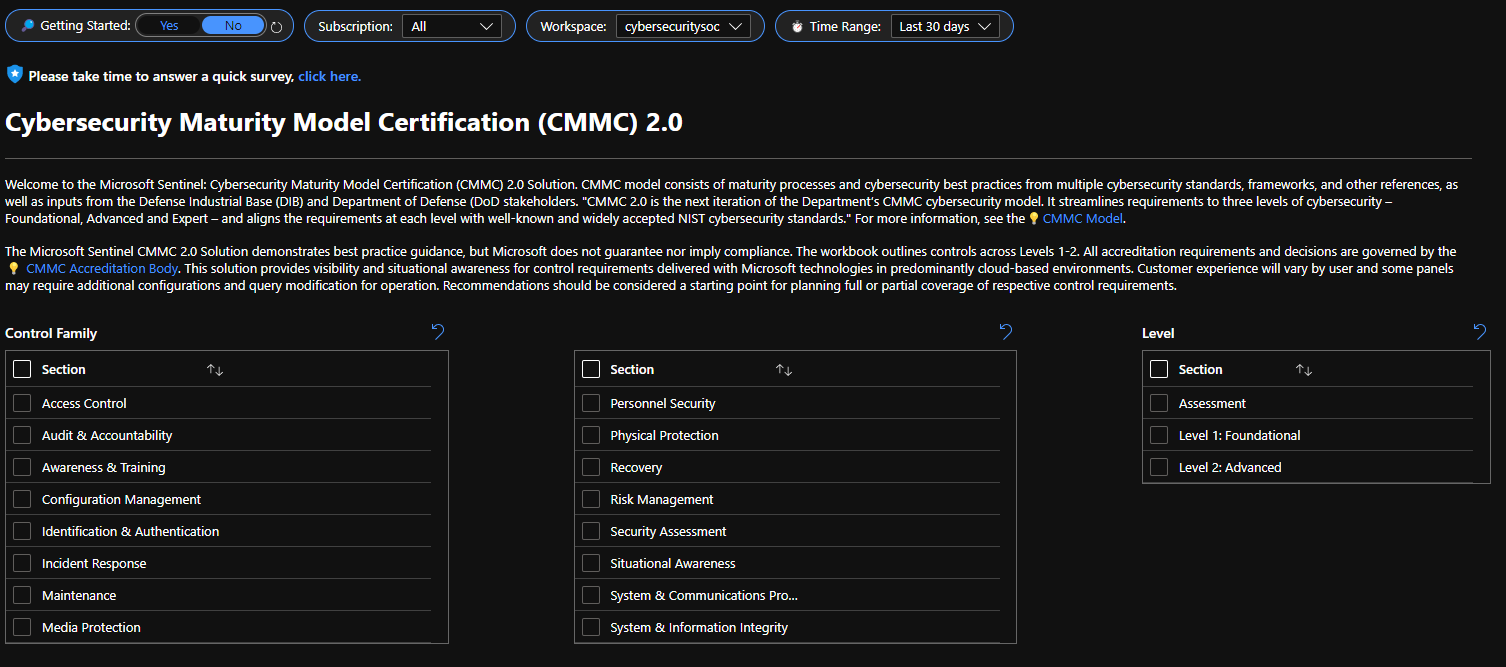 Getting Started: Yes No Subscription: All Workspace: cybersecuritysoc Time Range: Last 30 days
Please take time to answer a quick survey, click here.
Cybersecurity Maturity Model Certification (CMMC) 2.0
Welcome to the Microsoft Sentinel: Cybersecurity Maturity Model Certification (CMMC) 2.0 Solution. CMMC model consists of maturity processes and cybersecurity best practices from multiple cybersecurity standards, frameworks, and other references, as
well as inputs from the Defense Industrial Base (DIB) and Department of Defense (DoD stakeholders. "CMMC 2.0 is the next iteration of the Department's CMMC cybersecurity model. It streamlines requirements to three levels of cybersecurity –
Foundational, Advanced and Expert – and aligns the requirements at each level with well-known and widely accepted NIST cybersecurity standards." For more information, see the CMMC Model.
The Microsoft Sentinel CMMC 2.0 Solution demonstrates best practice guidance, but Microsoft does not guarantee nor imply compliance. The workbook outlines controls across Levels 1-2. All accreditation requirements and decisions are governed by the
CMMC Accreditation Body. This solution provides visibility and situational awareness for control requirements delivered with Microsoft technologies in predominantly cloud-based environments. Customer experience will vary by user and some panels
may require additional configurations and query modification for operation. Recommendations should be considered a starting point for planning full or partial coverage of respective control requirements.
Control Family
Section
Access Control
Audit & Accountability
Awareness & Training
Configuration Management
Identification & Authentication
Incident Response
Maintenance
Media Protection
Section
Personnel Security
Physical Protection
Recovery
Risk Management
Security Assessment
Situational Awareness
System & Communications Pro...
System & Information Integrity
Level
Section
Assessment
Level 1: Foundational
Level 2: Advanced